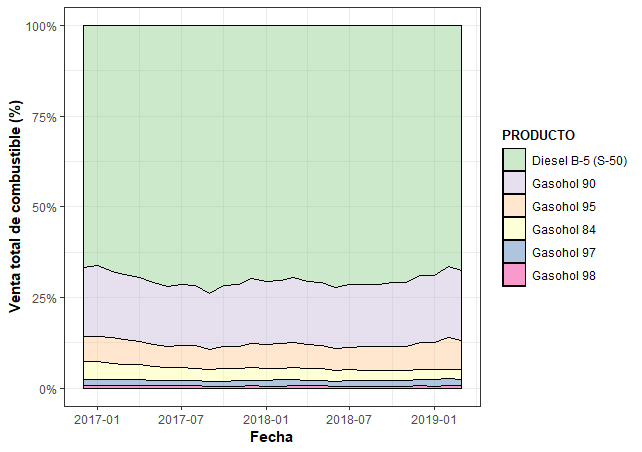 100%
75%
50%
25%
0%
Venta total de combustible (%)
2017-01
2017-07
2018-01
2018-07
2019-01
Fecha
PRODUCTO
Diesel B-5 (S-50)
Gasohol 90
Gasohol 95
Gasohol 84
Gasohol 97
Gasohol 98